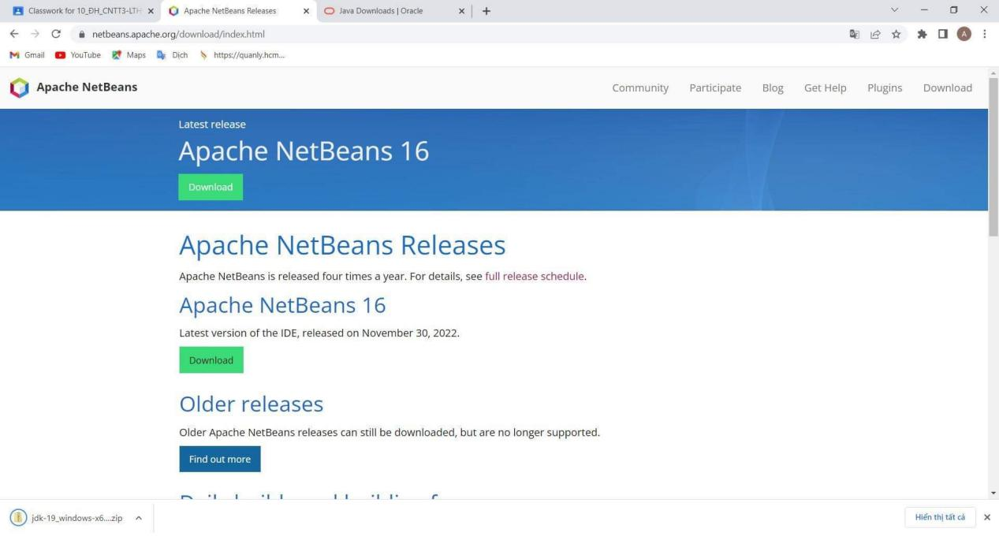 Classwork for 10_ĐH_CNTT3-LTH
Apache NetBeans Releases
Java Downloads | Oracle
netbeans.apache.org/download/index.html
A
Gmail YouTube Maps Dịch https://quanly.hcm...
Apache NetBeans
Community Participate Blog Get Help Plugins Download
Latest release
Apache NetBeans 16
Download
Apache NetBeans Releases
Apache NetBeans is released four times a year. For details, see full release schedule.
Apache NetBeans 16
Latest version of the IDE, released on November 30, 2022.
Download
Older releases
Older Apache NetBeans releases can still be downloaded, but are no longer supported.
Find out more
jdk-19_windows-x6....zip
Hiển thị tất cả